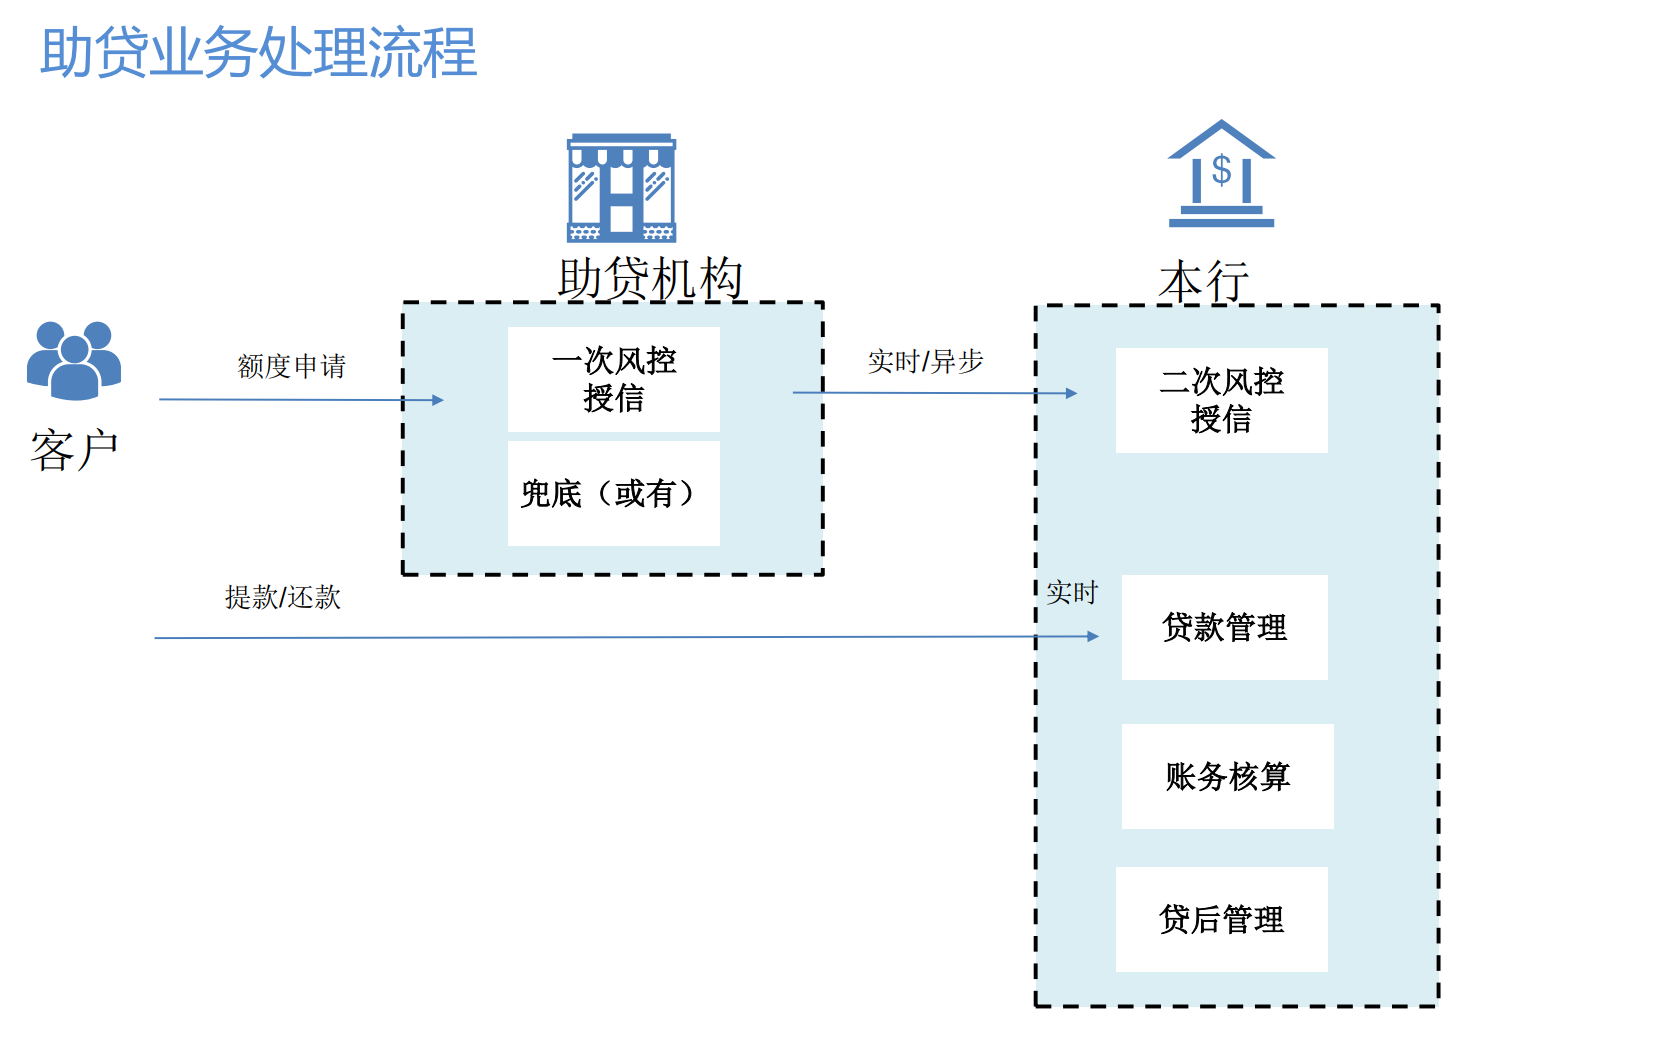 助贷业务处理流程
$
助贷机构
本行
客户
额度申请
一次风控
授信
兜底（或有）
实时/异步
二次风控
授信
提款/还款
实时
贷款管理
账务核算
贷后管理